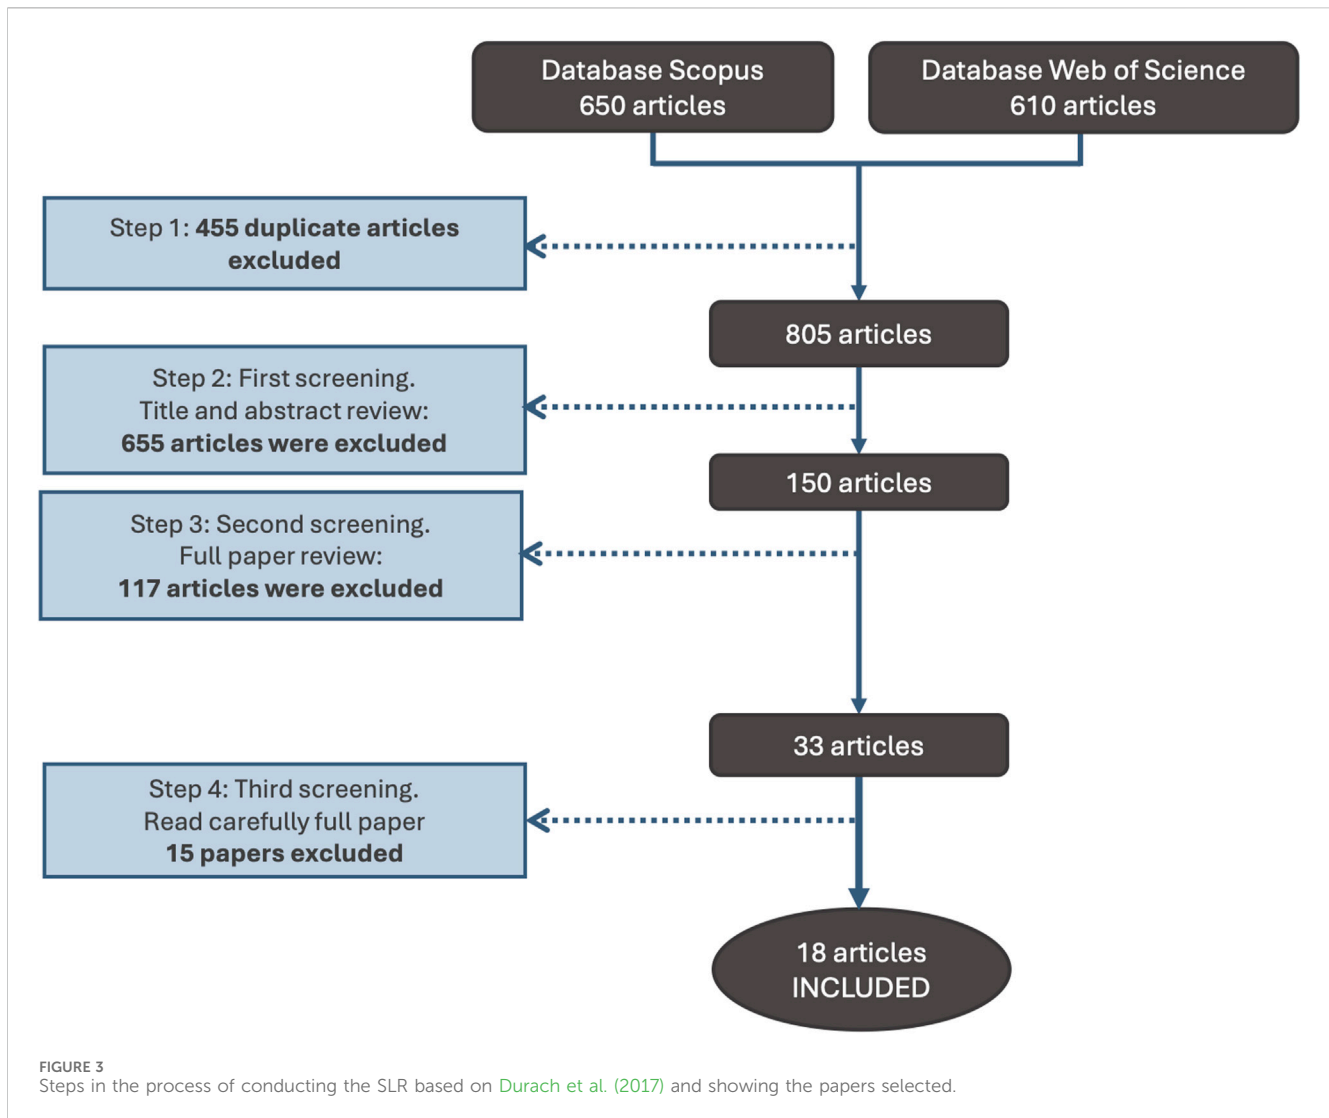 Database Scopus
650 articles
Database Web of Science
610 articles
Step 1: 455 duplicate articles
excluded
805 articles
Step 2: First screening.
Title and abstract review:
655 articles were excluded
150 articles
Step 3: Second screening.
Full paper review:
117 articles were excluded
33 articles
Step 4: Third screening.
Read carefully full paper
15 papers excluded
18 articles
INCLUDED
FIGURE 3
Steps in the process of conducting the SLR based on Durach et al. (2017) and showing the papers selected.